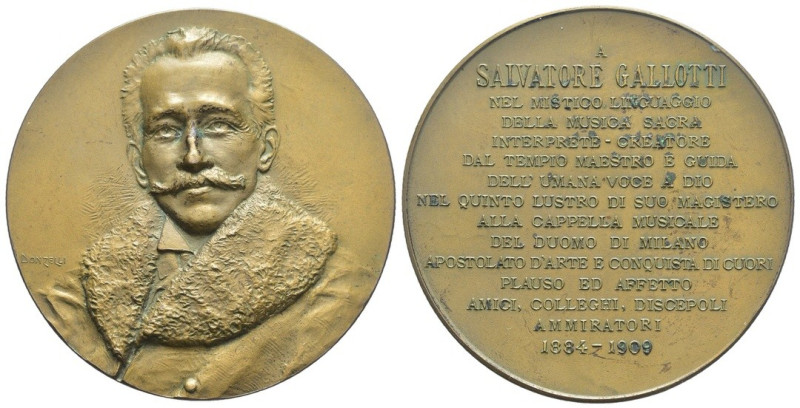 DONZELLI
A
SALVATORE GALLOTTI
NEL MISTICO LINGUAGGIO
DELLA MUSICA SACRA
INTERPRETE - CREATORE
DAL TEMPIO MAESTRO E GUIDA
DELL'UMANA VOCE A DIO
NEL QUINTO LUSTRO DI SUO MAGISTERO
ALLA CAPPELLA MUSICALE
DEL DUOMO DI MILANO
APOSTOLATO D'ARTE E CONQUISTA DI CUORI
PLAUSO ED AFFETTO
AMICI, COLLEGHI, DISCEPOLI
AMMIRATORI
1884-1909